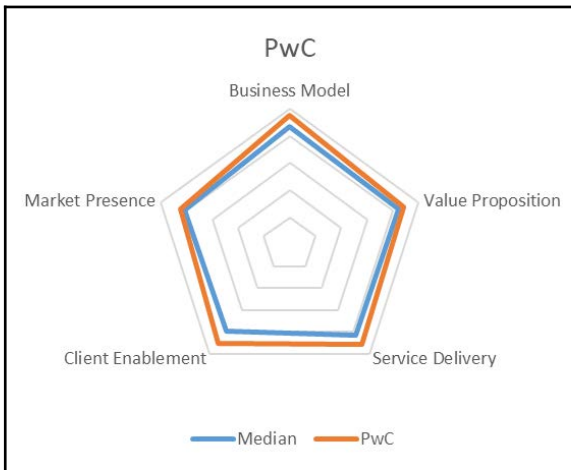 PwC
Business Model
Market Presence
Value Proposition
Client Enablement
Service Delivery
Median
PwC